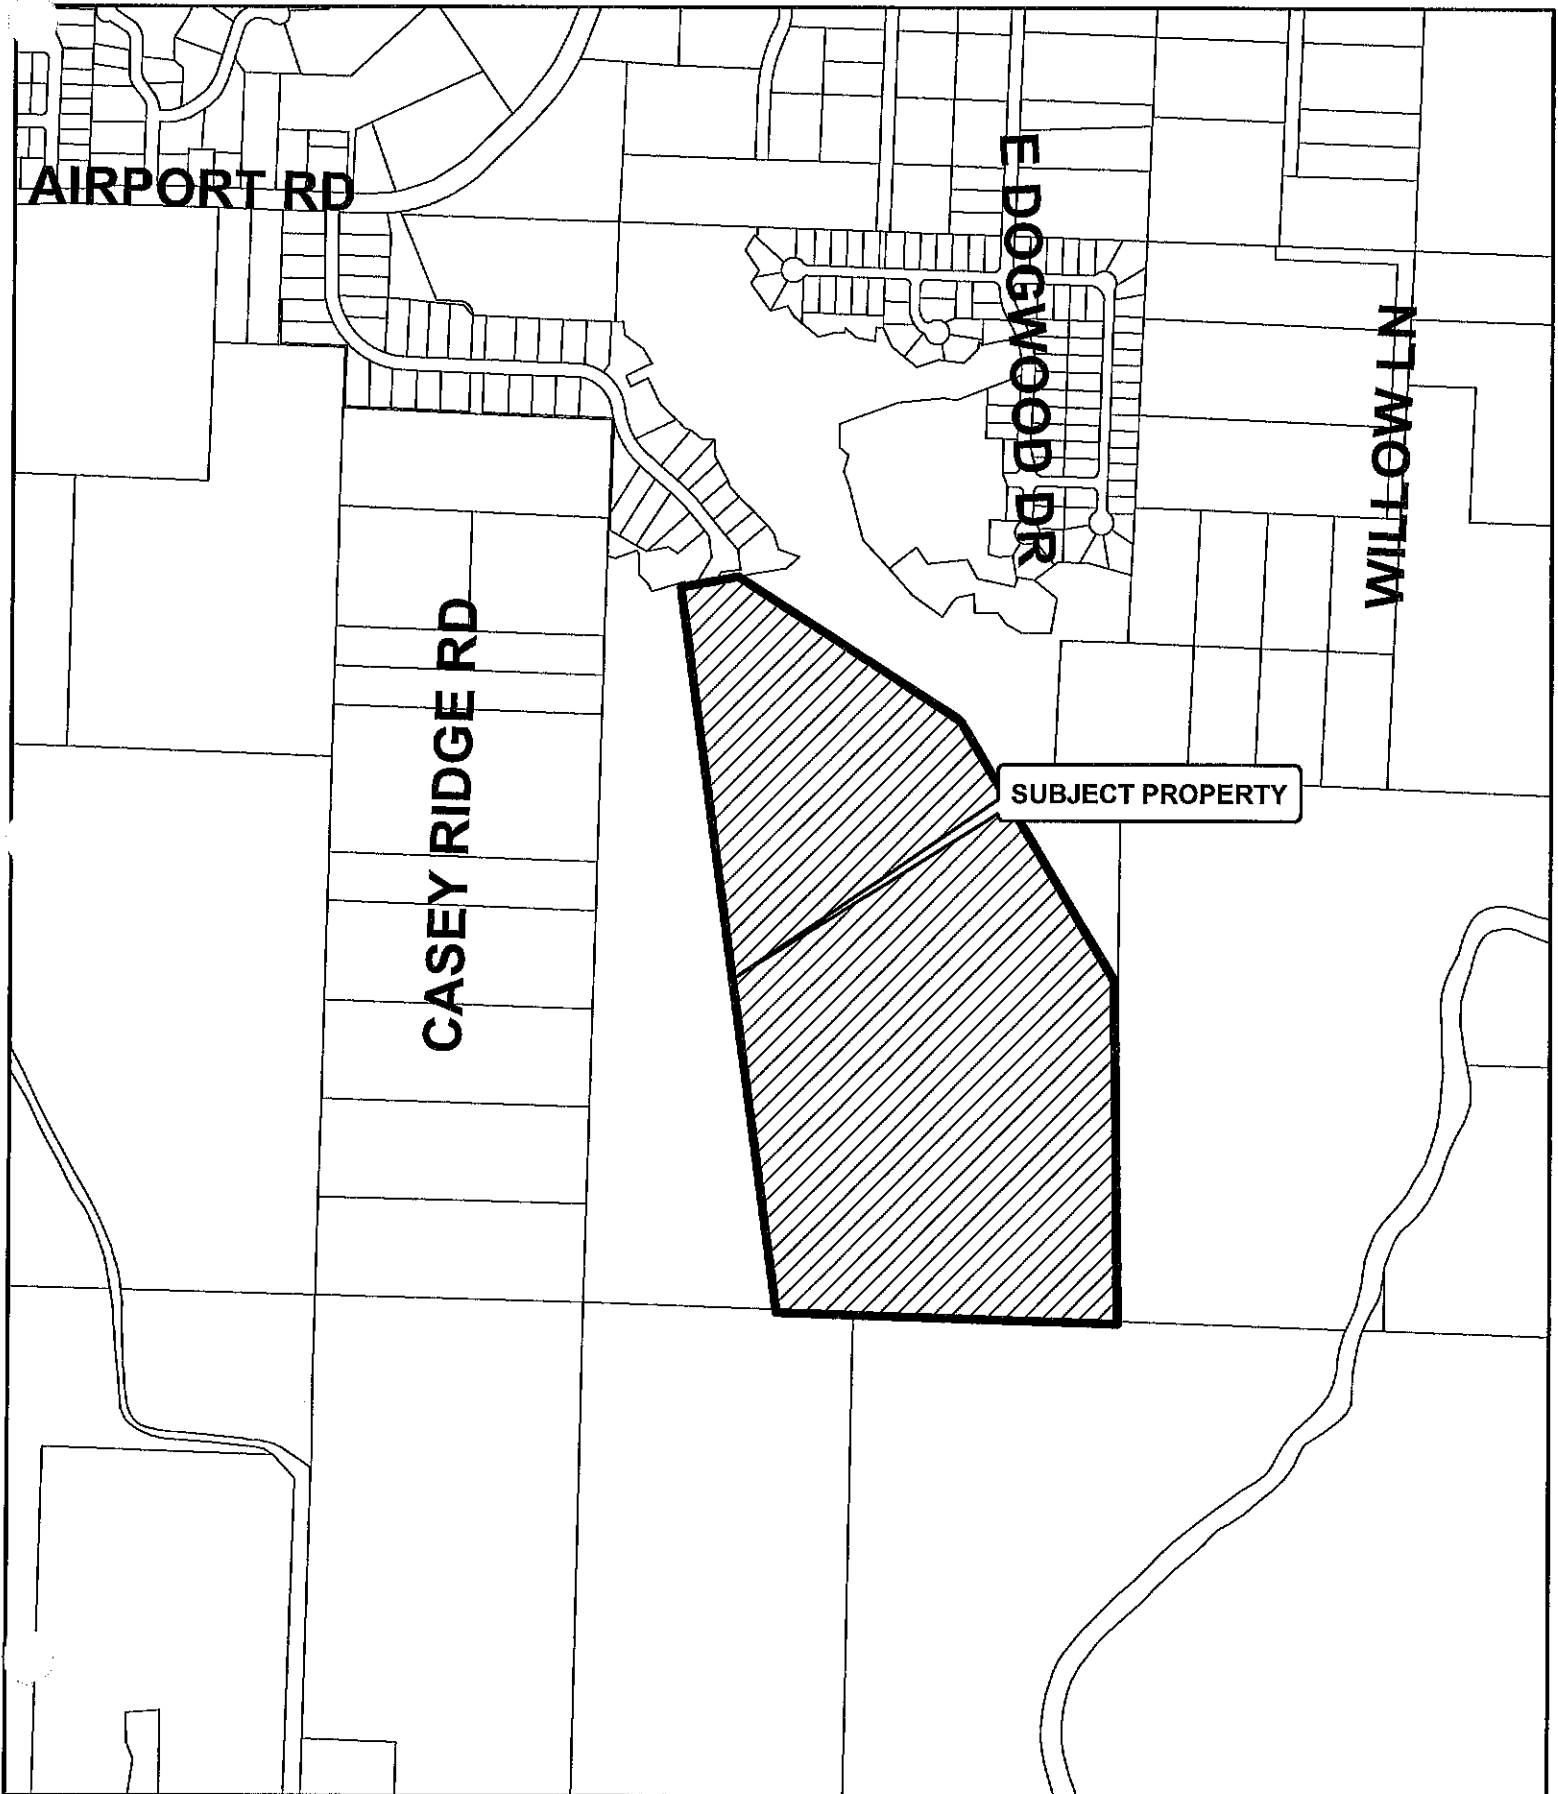 AIRPORT RD
E DOGWOOD DR
WILLOW LN
CASEY RIDGE RD
SUBJECT PROPERTY